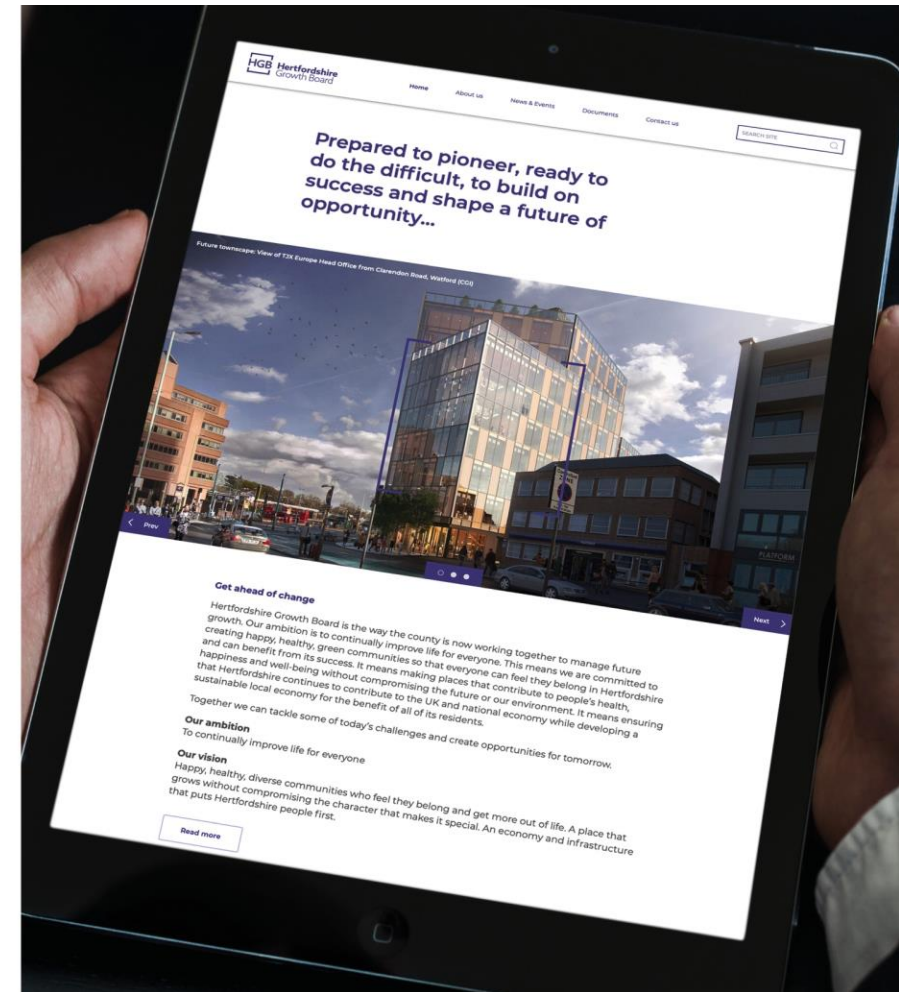 HGB Hertfordshire
Growth Board
Home
About us
News & Events
Documents
Contact us
SEARCH SITE
Prepared to pioneer, ready to
do the difficult, to build on
success and shape a future of
opportunity...
Future townscape: View of TJX Europe Head Office from Clarendon Road, Watford (CGI)
ZONE
PLATFORM
Prev
Next
Get ahead of change
Hertfordshire Growth Board is the way the county is now working together to manage future
growth. Our ambition is to continually improve life for everyone. This means we are committed to
creating happy, healthy, green communities so that everyone can feel they belong in Hertfordshire
and can benefit from its success. It means making places that contribute to people's health,
happiness and well-being without compromising the future or our environment. It means ensuring
that Hertfordshire continues to contribute to the UK and national economy while developing a
sustainable local economy for the benefit of all of its residents.
Together we can tackle some of today's challenges and create opportunities for tomorrow.
Our ambition
To continually improve life for everyone
Our vision
Happy, healthy, diverse communities who feel they belong and get more out of life. A place that
grows without compromising the character that makes it special. An economy and infrastructure
that puts Hertfordshire people first.
Read more